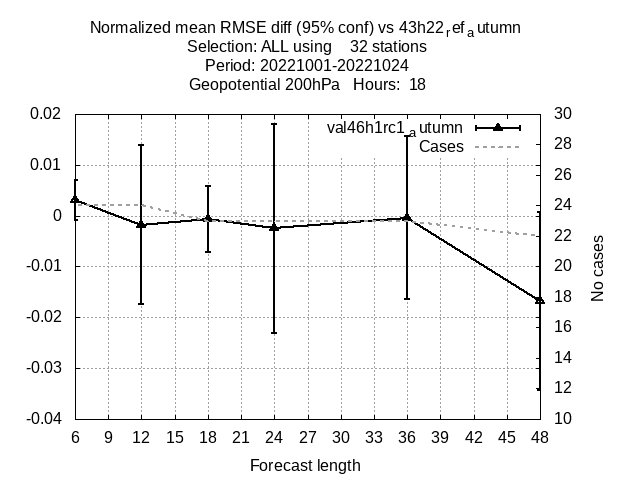 Normalized mean RMSE diff (95% conf) vs 43h22ref autumn
Selection: ALL using 32 stations
Period: 20221001-20221024
Geopotential 200hPa Hours: 18
0.02
0.01
0
-0.01
-0.02
-0.03
-0.04
val46h1rc1autumn
Cases
30
28
26
24
22
20
18
16
14
12
10
No cases
6 9 12 15 18 21 24 27 30 33 36 39 42 45 48
Forecast length